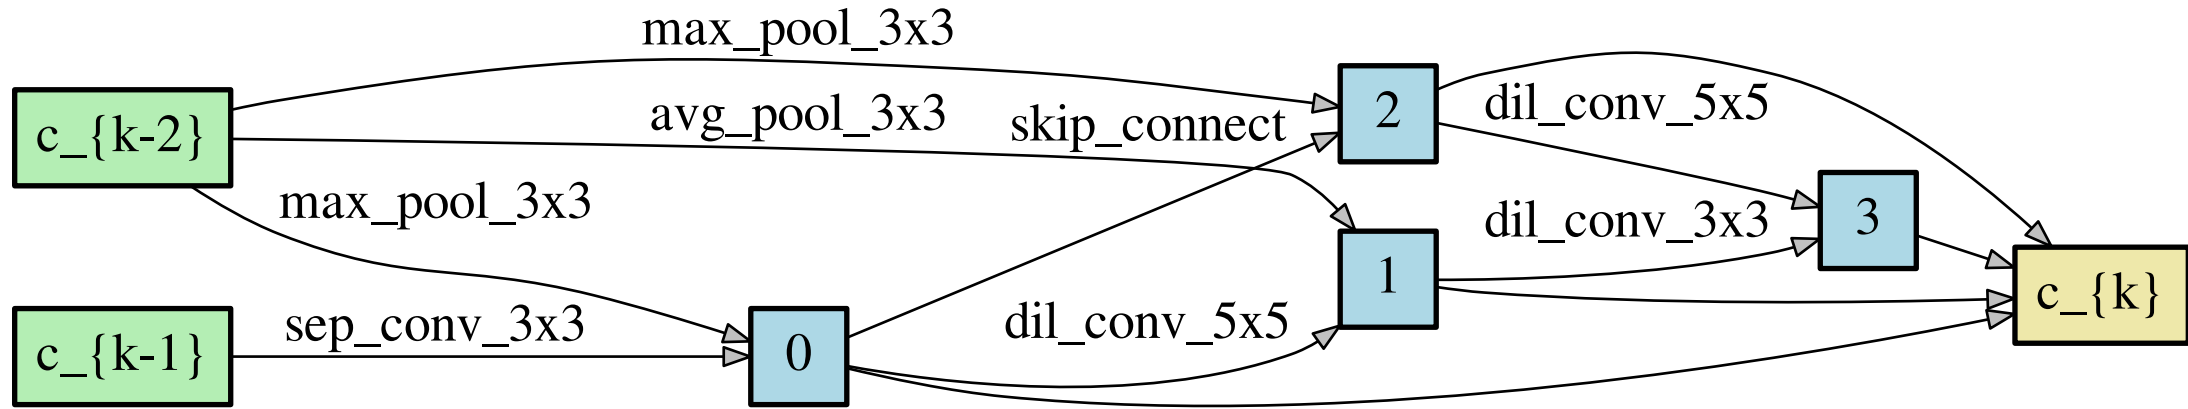 max_pool_3x3
c_{k-2}
avg_pool_3x3
skip_connect
2
dil_conv_5x5
max_pool_3x3
dil_conv_3x3
3
1
c_{k}
c_{k-1}
sep_conv_3x3
0
dil_conv_5x5